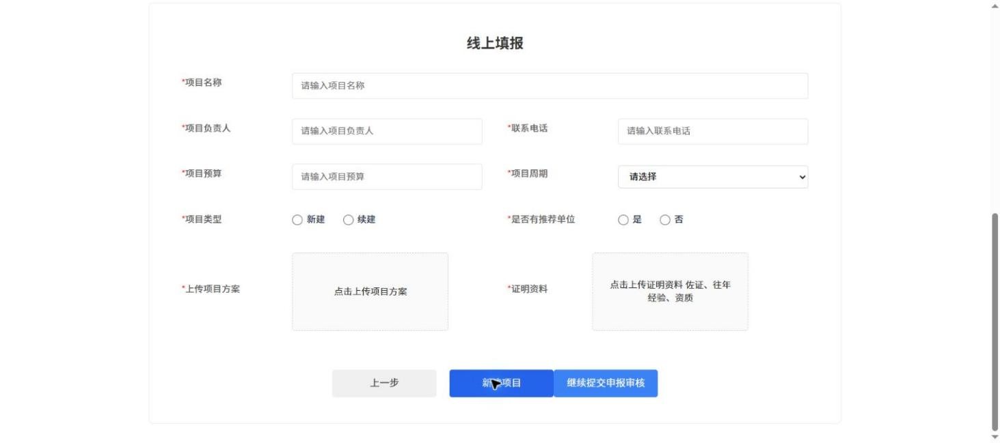 线上填报
*项目名称
请输入项目名称
*项目负责人
请输入项目负责人
*联系电话
请输入联系电话
*项目预算
请输入项目预算
*项目周期
请选择
*项目类型
新建
续建
*是否有推荐单位
是
否
*上传项目方案
点击上传项目方案
*证明资料
点击上传证明资料 佐证、往年
经验、资质
上一步
新 项目
继续提交申报审核